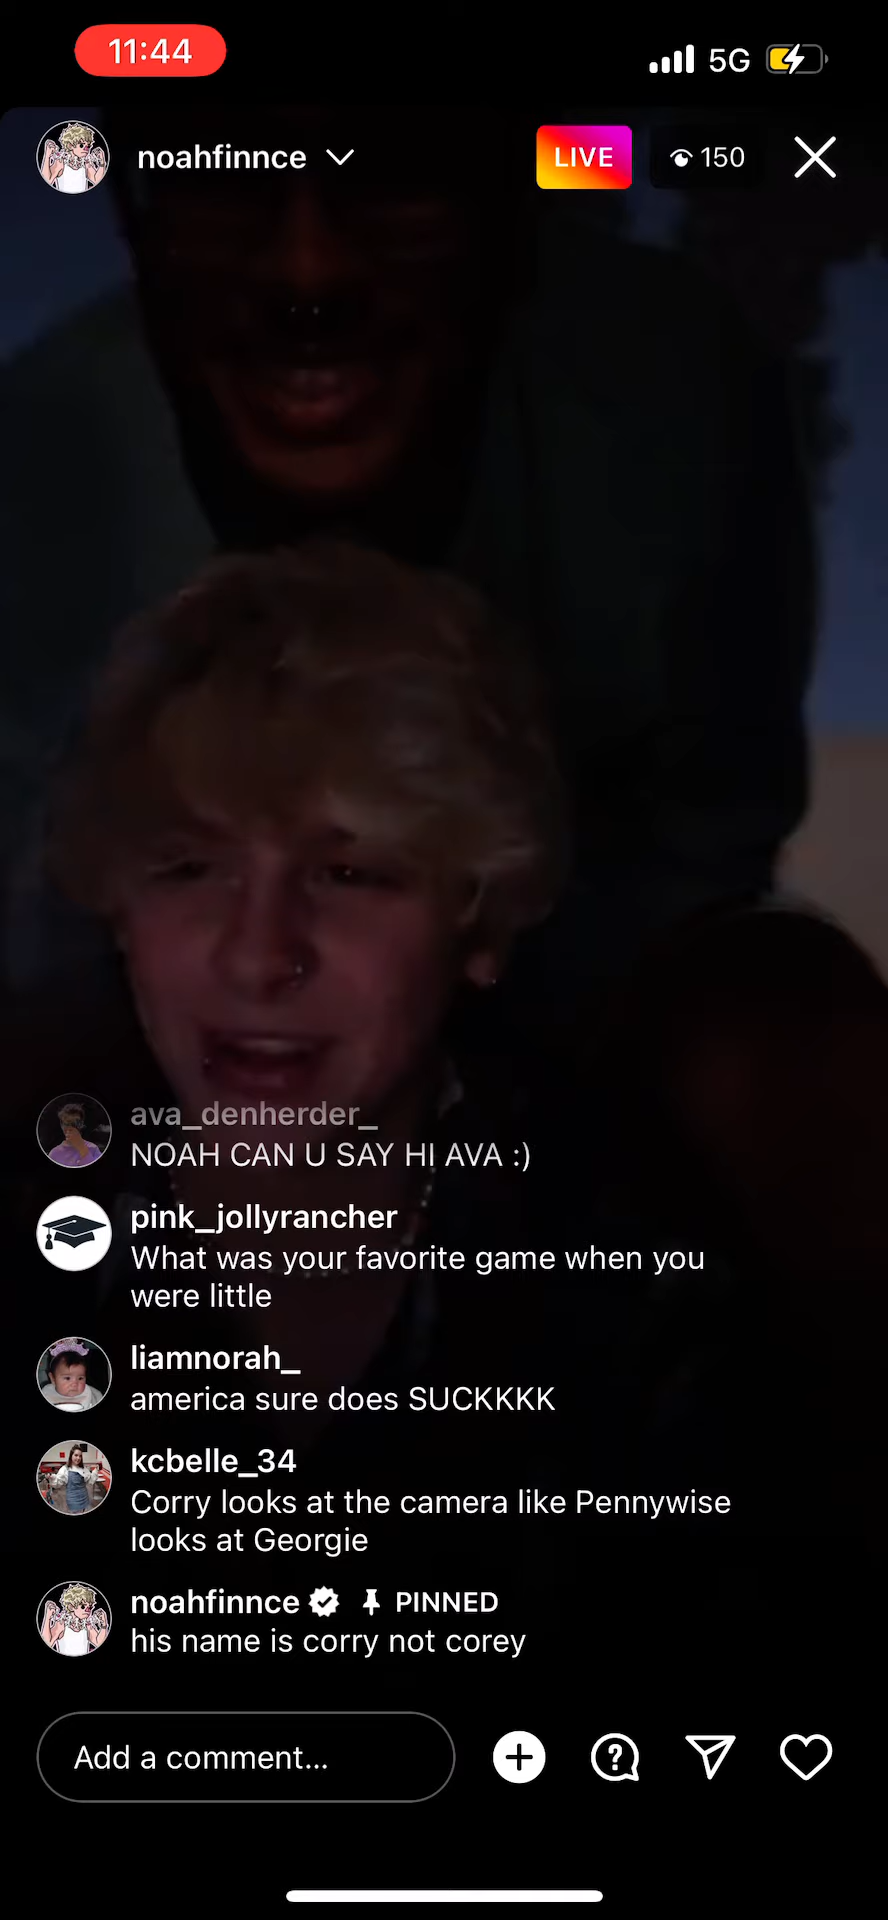 11:44
5G
noahfinnce
LIVE
150
ava_denherder_
NOAH CAN U SAY HI AVA :)
pink_jollyrancher
What was your favorite game when you
were little
liamnorah_
america sure does SUCKKKK
kcbelle_34
Corry looks at the camera like Pennywise
looks at Georgie
noahfinnce PINNED
his name is corry not corey
Add a comment...